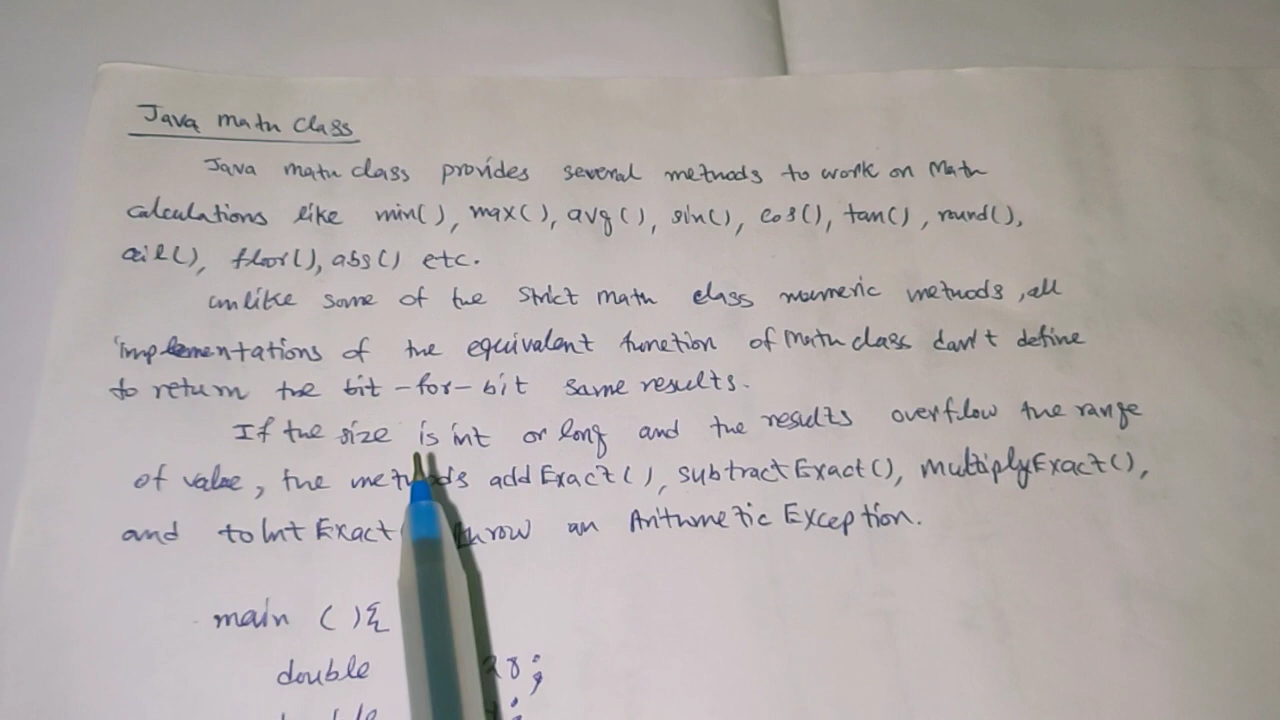 Java math class
Java math class provides several methods to work on Math
calculations like min(), max(), avg(), sin(), cos(), tan(), round(),
ceil(), floor(), abs() etc.
unlike some of the strict math class numeric methods, all
implementations of the equivalent function of Math class can't define
to return the bit-for-bit same results.
If the size is int or long and the results overflow the range
of value, the methods addExact(), subtractExact(), multiplyExact(),
and toIntExact throw an Arithmetic Exception.
main () {
double 28;